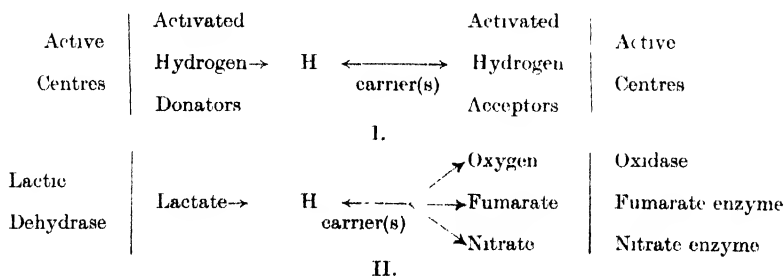 Activated Activated
Active Active
Hydrogen→ H ←→ Hydrogen
Centres carrier(s) Centres
Donators Acceptors
I.
Oxygen Oxidase
Lactic
Lactate→ H ←→ Fumarate Fumarate enzyme
Dehydrase carrier(s)
Nitrate Nitrate enzyme
II.